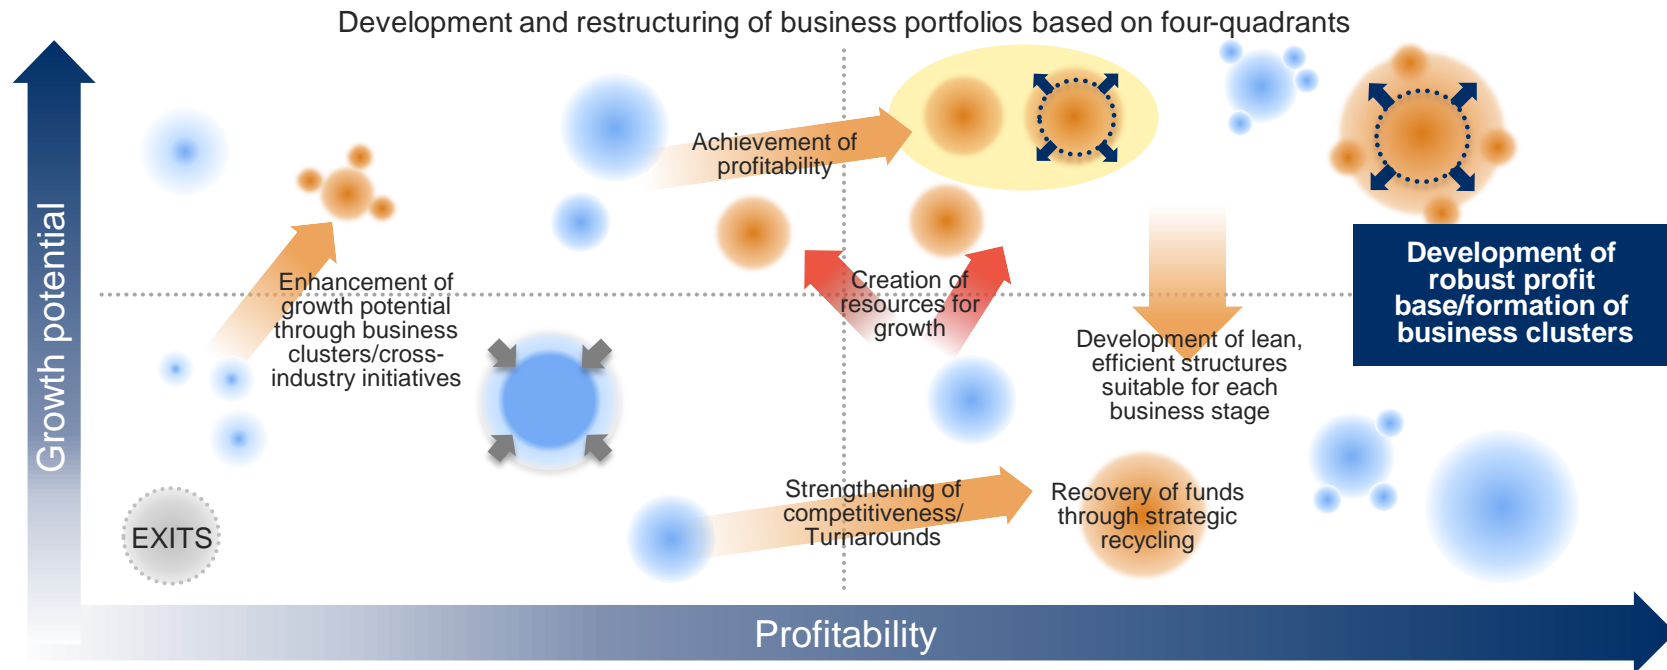 Development and restructuring of business portfolios based on four-quadrants
Growth potential
Achievement of
profitability
Enhancement of
growth potential
through business
clusters/cross-
industry initiatives
Creation of
resources for
growth
Development of
robust profit
base/formation of
business clusters
Development of lean,
efficient structures
suitable for each
business stage
EXITS
Strengthening of
competitiveness/
Turnarounds
Recovery of funds
through strategic
recycling
Profitability